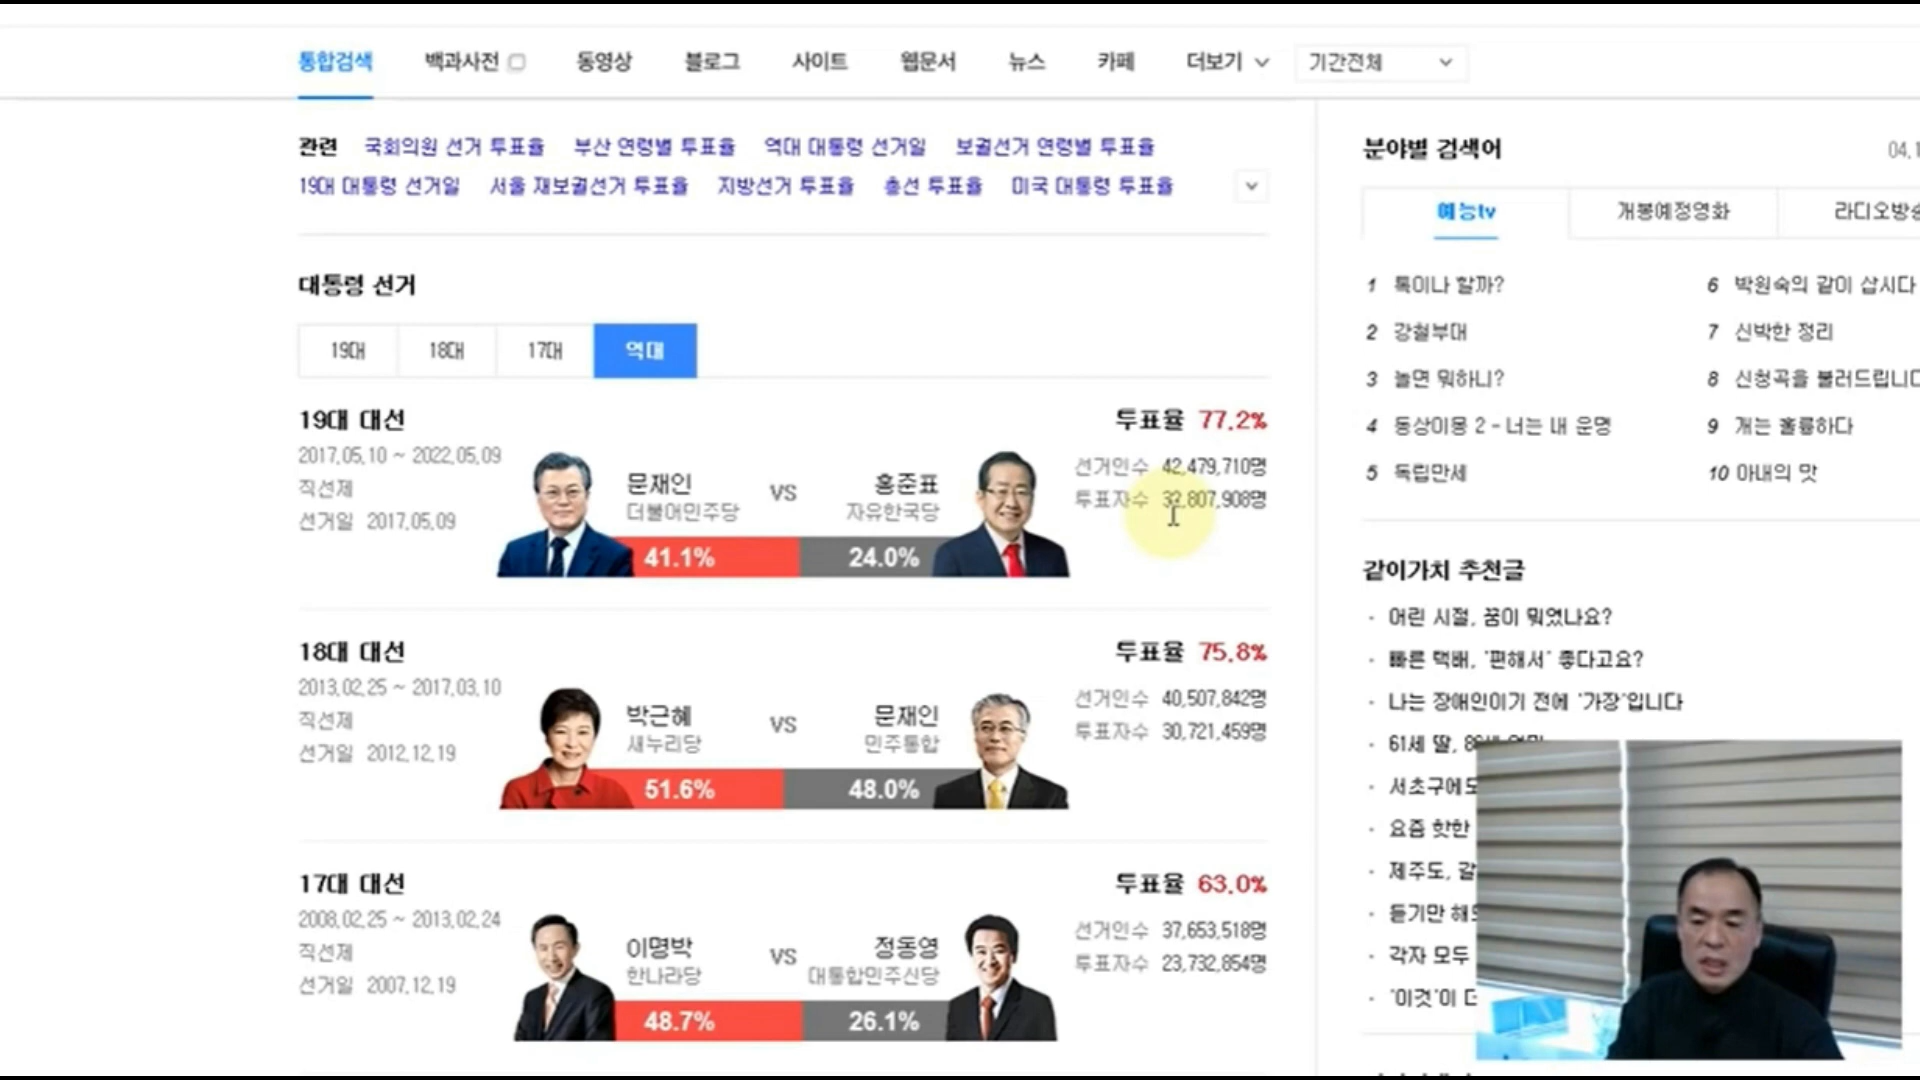 통합검색 백과사전 동영상 블로그 사이트 웹문서 뉴스 카페 더보기 기간전체
관련 국회의원 선거 투표율 부산 연령별 투표율 역대 대통령 선거일 보궐선거 연령별 투표율
19대 대통령 선거일 서울 재보궐선거 투표율 지방선거 투표율 총선 투표율 미국 대통령 투표율
대통령 선거
19대 18대 17대 역대
19대 대선 투표율 77.2%
2017.05.10 ~ 2022.05.09
직선제
선거일 2017.05.09
문재인 VS 홍준표
더불어민주당 자유한국당
41.1% 24.0%
선거인수 42,479,710명
투표자수 32,807,908명
18대 대선 투표율 75.8%
2013.02.25 ~ 2017.03.10
직선제
선거일 2012.12.19
박근혜 VS 문재인
새누리당 민주통합
51.6% 48.0%
선거인수 40,507,842명
투표자수 30,721,459명
17대 대선 투표율 63.0%
2008.02.25 ~ 2013.02.24
직선제
선거일 2007.12.19
이명박 VS 정동영
한나라당 대통합민주신당
48.7% 26.1%
선거인수 37,653,518명
투표자수 23,732,854명
분야별 검색어 04.1
예능tv 개봉예정영화 라디오방송
1 톡이나 할까?
2 강철부대
3 놀면 뭐하니?
4 동상이몽 2 - 너는 내 운명
5 독립만세
6 박원숙의 같이 삽시다
7 신박한 정리
8 신청곡을 불러드립니다
9 개는 훌륭하다
10 아내의 맛
같이가치 추천글
· 어린 시절, 꿈이 뭐였나요?
· 빠른 택배, '편해서' 좋다고요?
· 나는 장애인이기 전에 '가장'입니다
· 61세 딸,
· 서초구에도
· 요즘 핫한
· 제주도,
· 듣기만 해도
· 각자 모두
· '이것'이